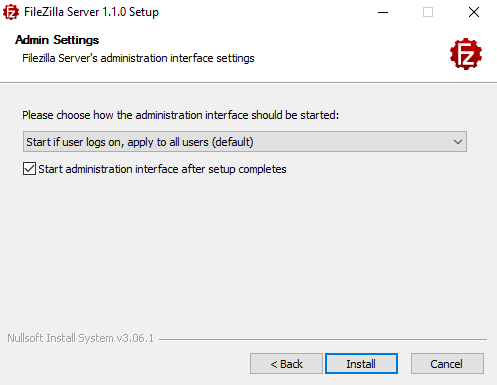 FileZilla Server 1.1.0 Setup
Admin Settings
Filezilla Server's administration interface settings
Fz
Please choose how the administration interface should be started:
Start if user logs on, apply to all users (default)
Start administration interface after setup completes
Nullsoft Install System v3.06.1
< Back
Install
Cancel